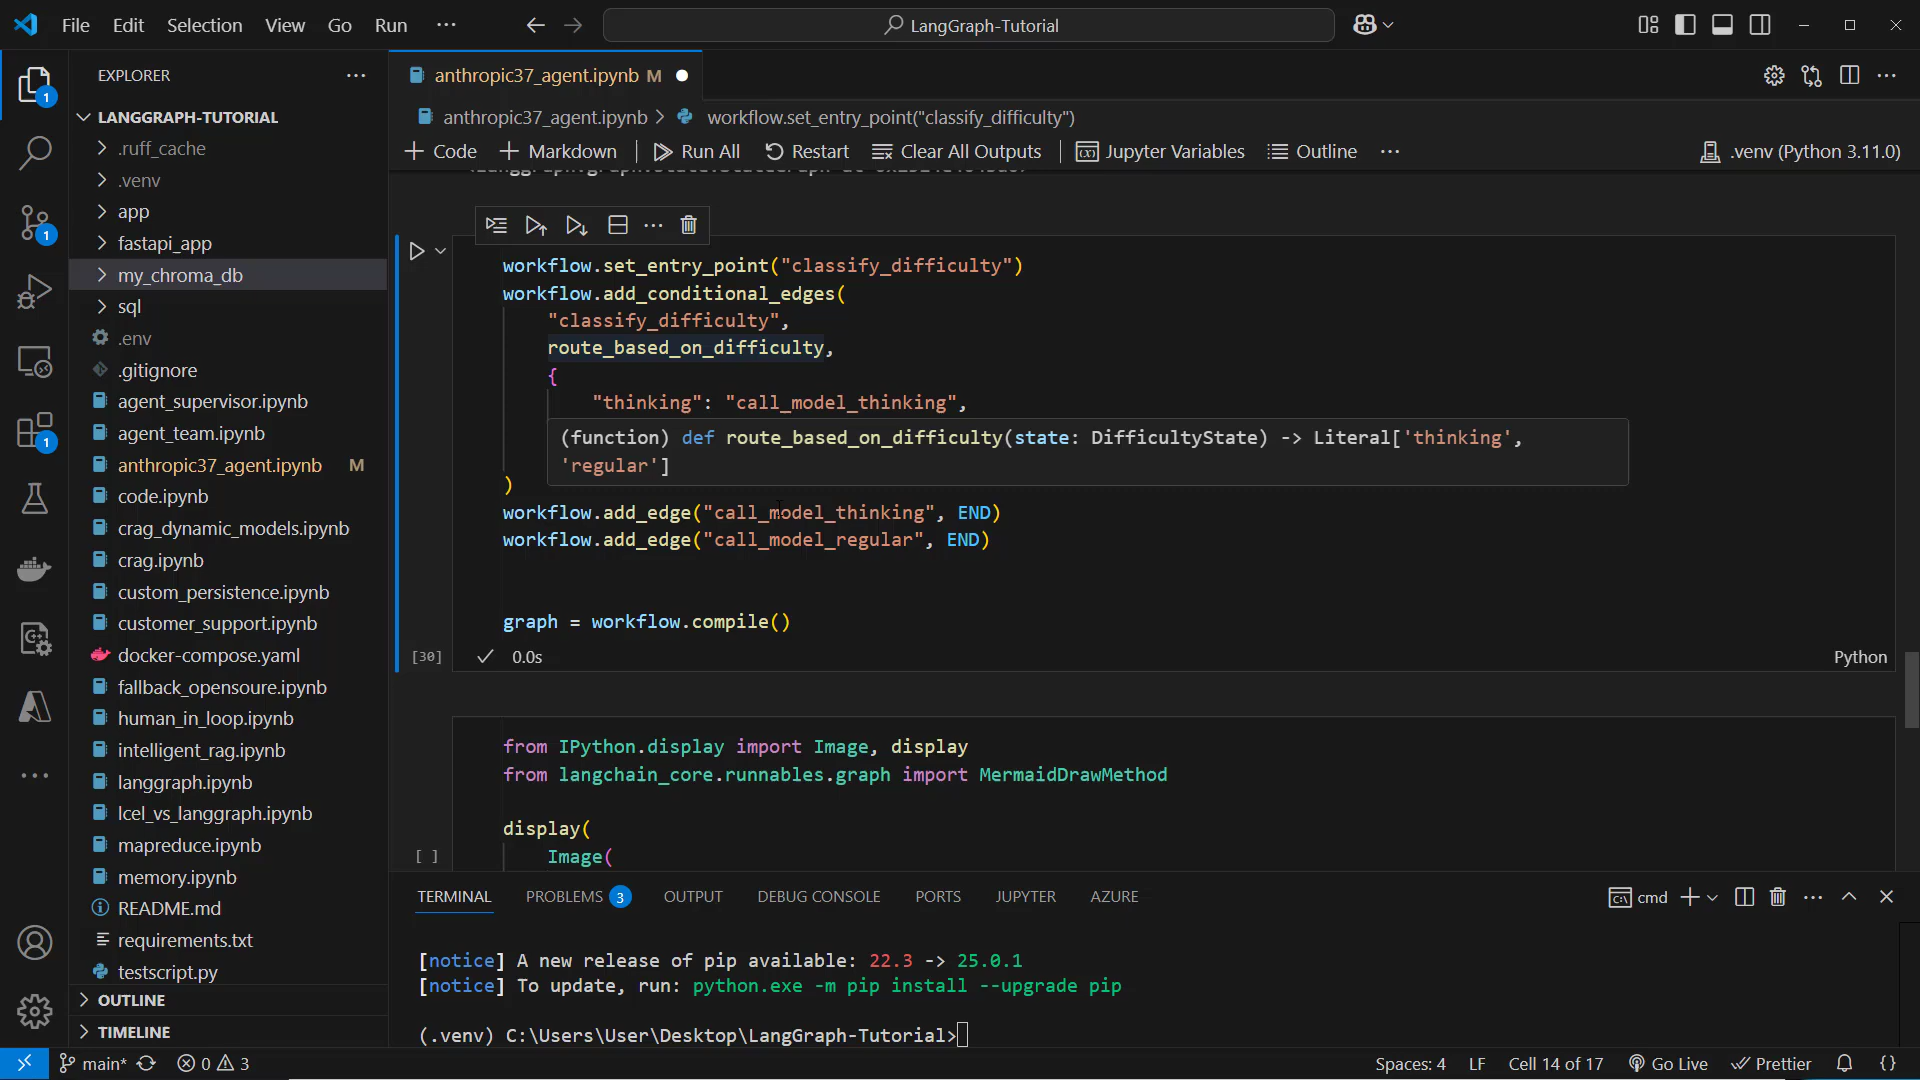 File Edit Selection View Go Run ···
LangGraph-Tutorial
EXPLORER ···
LANGGRAPH-TUTORIAL
.ruff_cache
.venv
app
fastapi_app
my_chroma_db
sql
.env
.gitignore
agent_supervisor.ipynb
agent_team.ipynb
anthropic37_agent.ipynb M
code.ipynb
crag_dynamic_models.ipynb
crag.ipynb
custom_persistence.ipynb
customer_support.ipynb
docker-compose.yaml
fallback_opensoure.ipynb
human_in_loop.ipynb
intelligent_rag.ipynb
langgraph.ipynb
lcel_vs_langgraph.ipynb
mapreduce.ipynb
memory.ipynb
README.md
requirements.txt
testscript.py
OUTLINE
TIMELINE
1
1
1
anthropic37_agent.ipynb M
anthropic37_agent.ipynb > workflow.set_entry_point("classify_difficulty")
+ Code + Markdown Run All Restart Clear All Outputs Jupyter Variables Outline ··· .venv (Python 3.11.0)
workflow.set_entry_point("classify_difficulty")
workflow.add_conditional_edges(
"classify_difficulty",
route_based_on_difficulty,
{
"thinking": "call_model_thinking",
(function) def route_based_on_difficulty(state: DifficultyState) -> Literal['thinking',
'regular']
)
workflow.add_edge("call_model_thinking", END)
workflow.add_edge("call_model_regular", END)
graph = workflow.compile()
[30] ✓ 0.0s Python
from IPython.display import Image, display
from langchain_core.runnables.graph import MermaidDrawMethod
display(
[ ] Image(
TERMINAL PROBLEMS 3 OUTPUT DEBUG CONSOLE PORTS JUPYTER AZURE cmd
[notice] A new release of pip available: 22.3 -> 25.0.1
[notice] To update, run: python.exe -m pip install --upgrade pip
(.venv) C:\Users\User\Desktop\LangGraph-Tutorial>
main* 0 3 Spaces: 4 LF Cell 14 of 17 Go Live Prettier {}